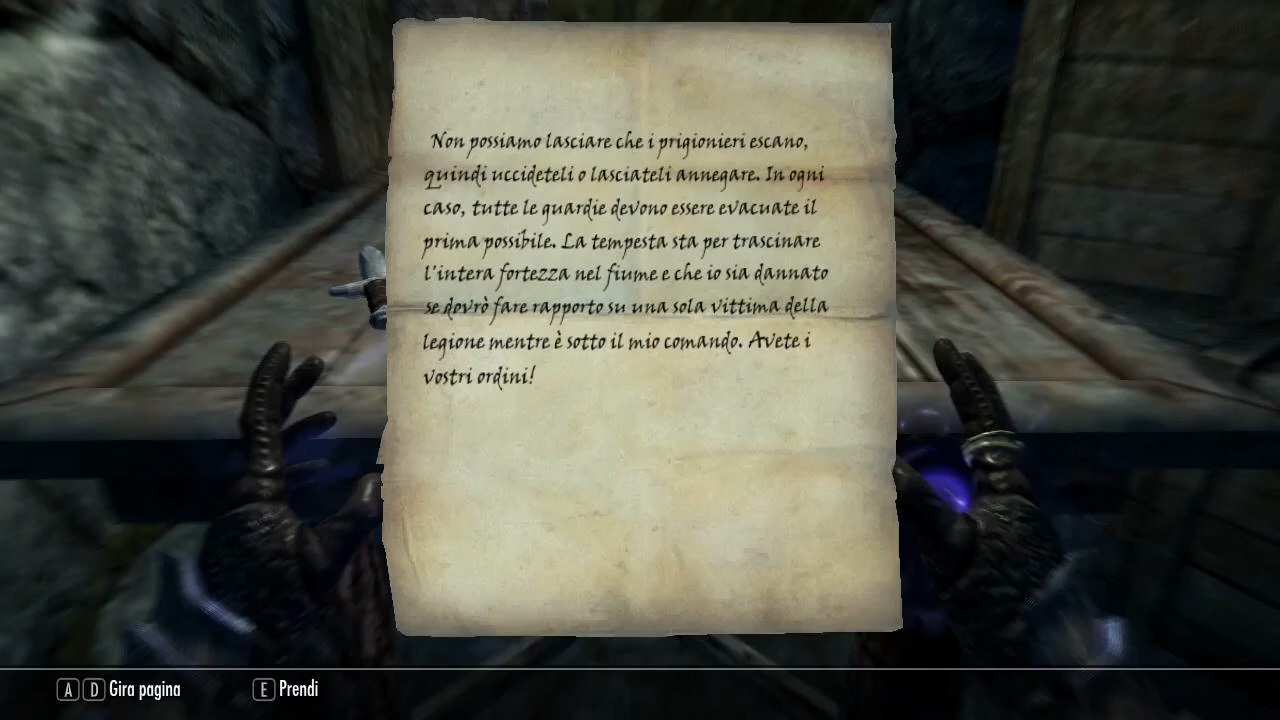 Non possiamo lasciare che i prigionieri escano,
quindi uccideteli o lasciateli annegare. In ogni
caso, tutte le guardie devono essere evacuate il
prima possibile. La tempesta sta per trascinare
l'intera fortezza nel fiume e che io sia dannato
se dovrò fare rapporto su una sola vittima della
legione mentre è sotto il mio comando. Avete i
vostri ordini!
A D Gira pagina E Prendi